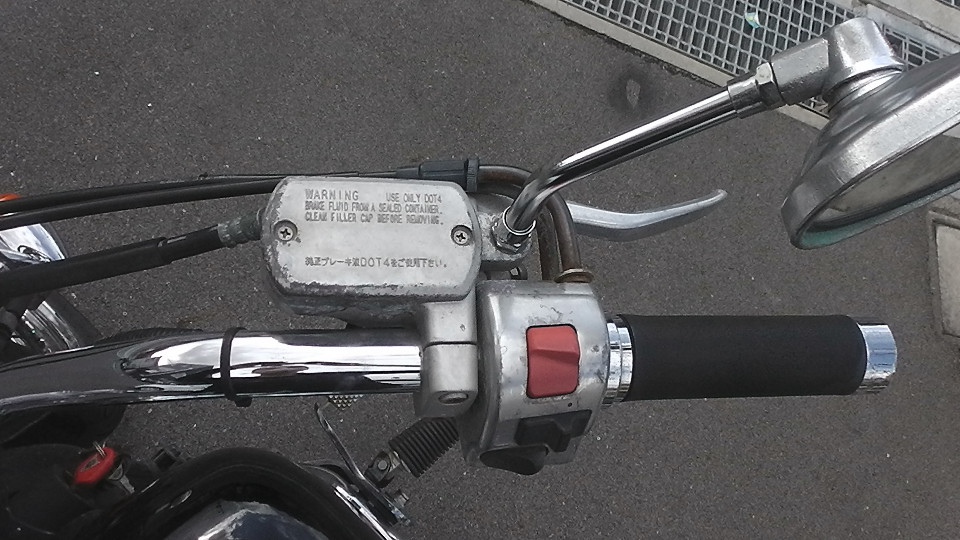 WARNING USE ONLY DOT4
BRAKE FLUID FROM A SEALED CONTAINER.
CLEAN FILLER CAP BEFORE REMOVING.
純正ブレーキ液DOT4をご使用下さい。